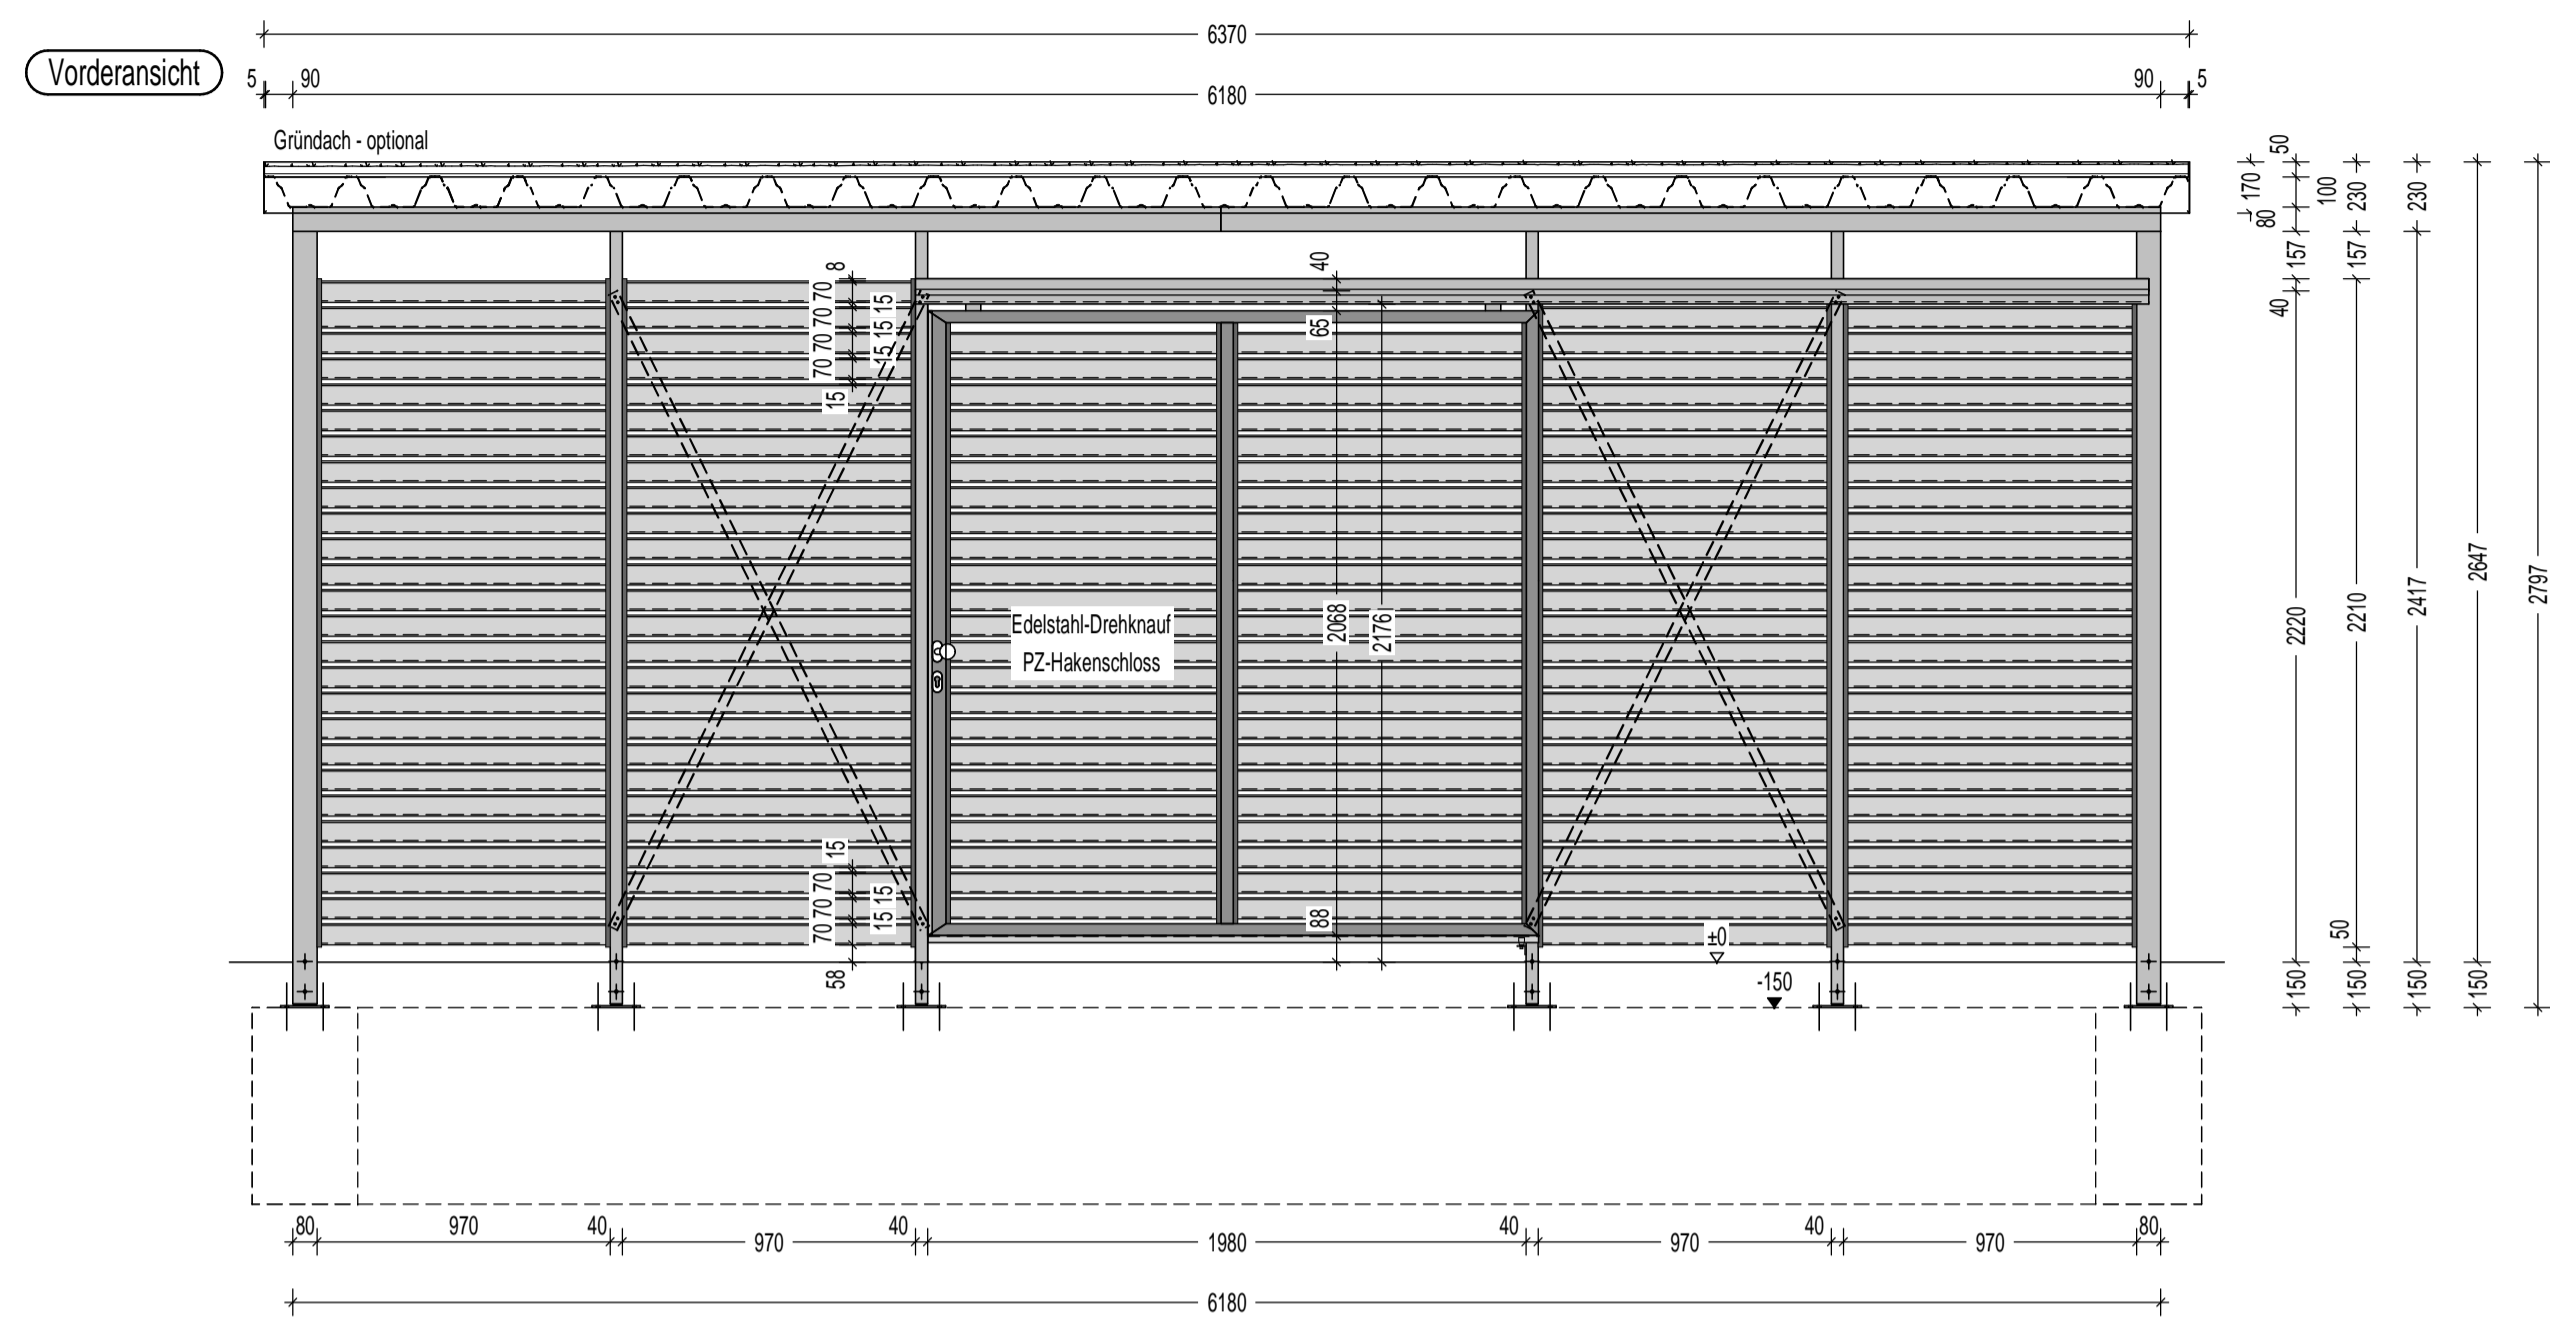 6370
Vorderansicht
5 90 6180 90 5
Gründach - optional
50
170 100 230 230
80
157 157
8 40
70 15 40
70 15
70 65
70 15
70
15
2647
2797
Edelstahl-Drehknauf
PZ-Hakenschloss
2068 2176
2220 2210 2417
15
70 15
70 15
70 88
58
±0
50
-150
150 150 150 150
80 970 40 970 40 1980 40 970 40 970 80
6180